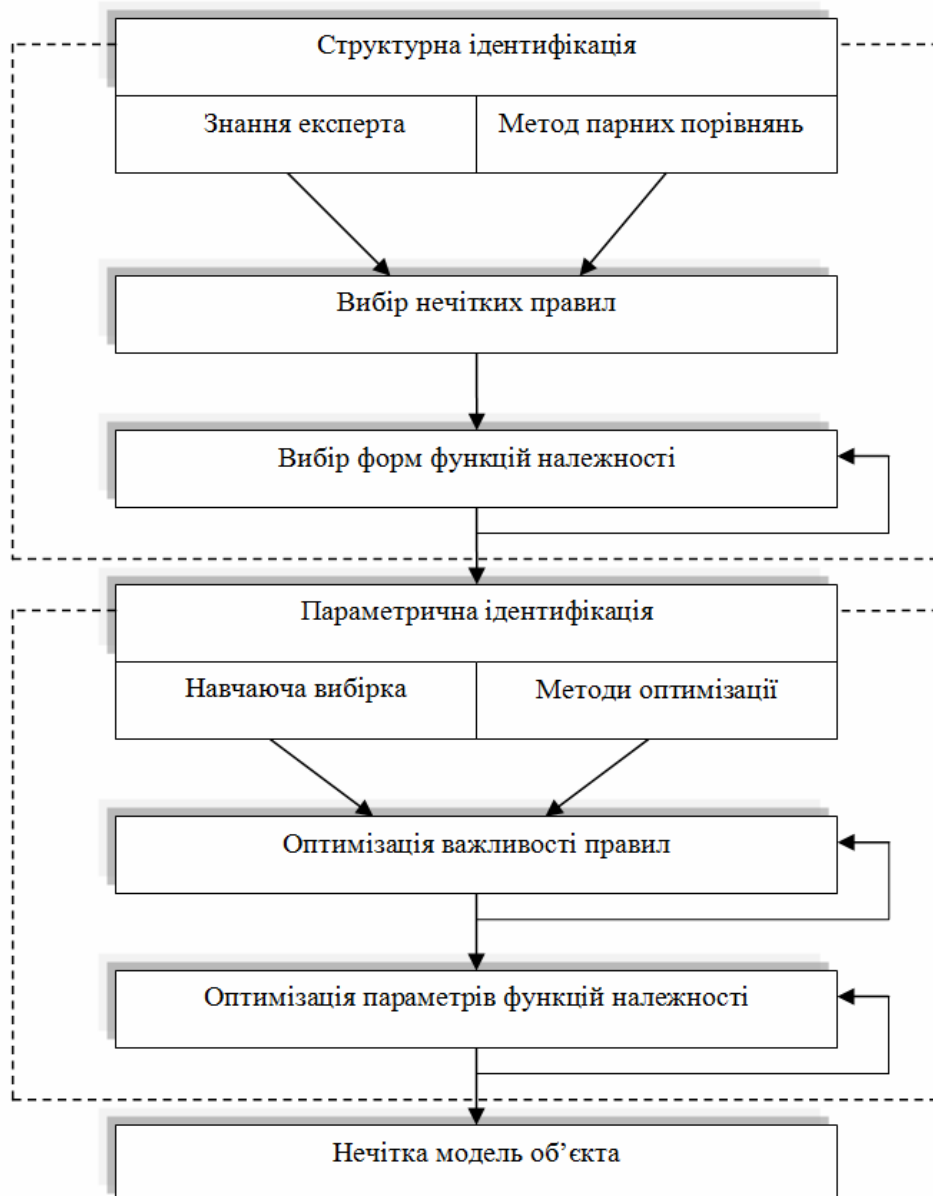 Структурна ідентифікація
Знання експерта
Метод парних порівнянь
Вибір нечітких правил
Вибір форм функцій належності
Параметрична ідентифікація
Навчаюча вибірка
Методи оптимізації
Оптимізація важливості правил
Оптимізація параметрів функцій належності
Нечітка модель об’єкта